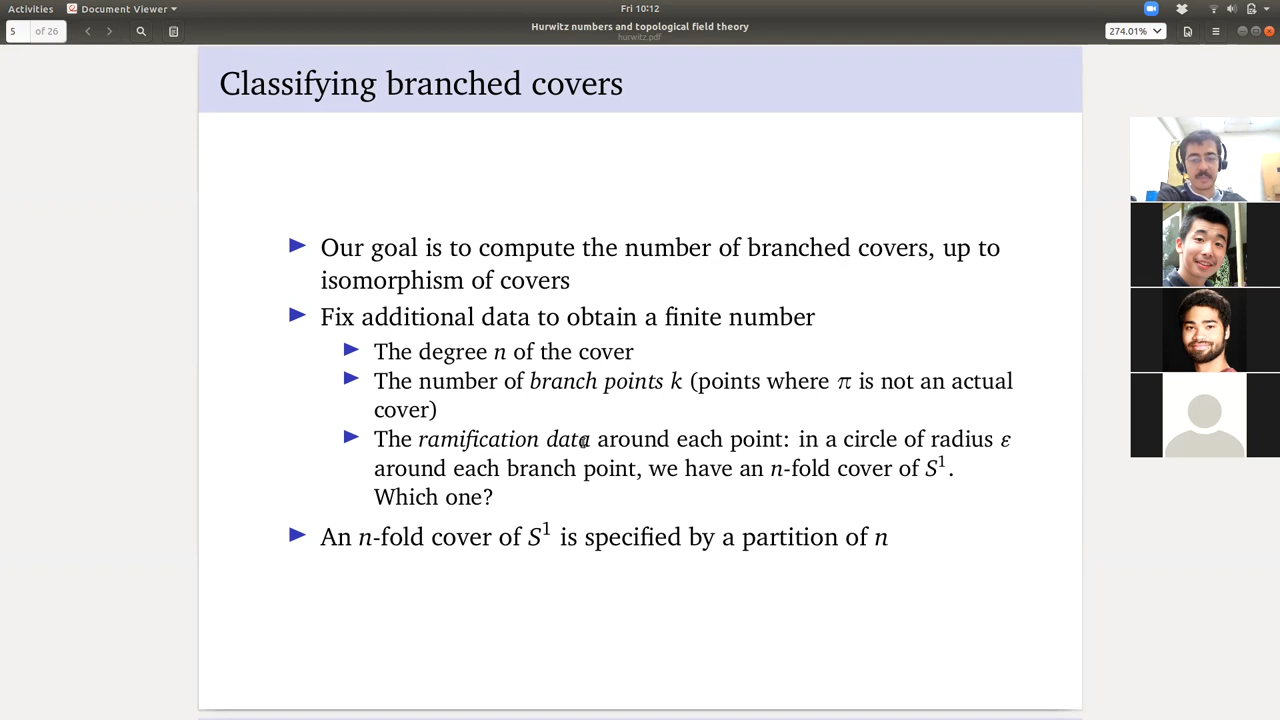 Activities Document Viewer Fri 10:12
5 of 26 Hurwitz numbers and topological field theory 274.01%
hurwitz.pdf
Classifying branched covers
Our goal is to compute the number of branched covers, up to
isomorphism of covers
Fix additional data to obtain a finite number
The degree n of the cover
The number of branch points k (points where π is not an actual
cover)
The ramification data around each point: in a circle of radius ε
around each branch point, we have an n-fold cover of S¹.
Which one?
An n-fold cover of S¹ is specified by a partition of n